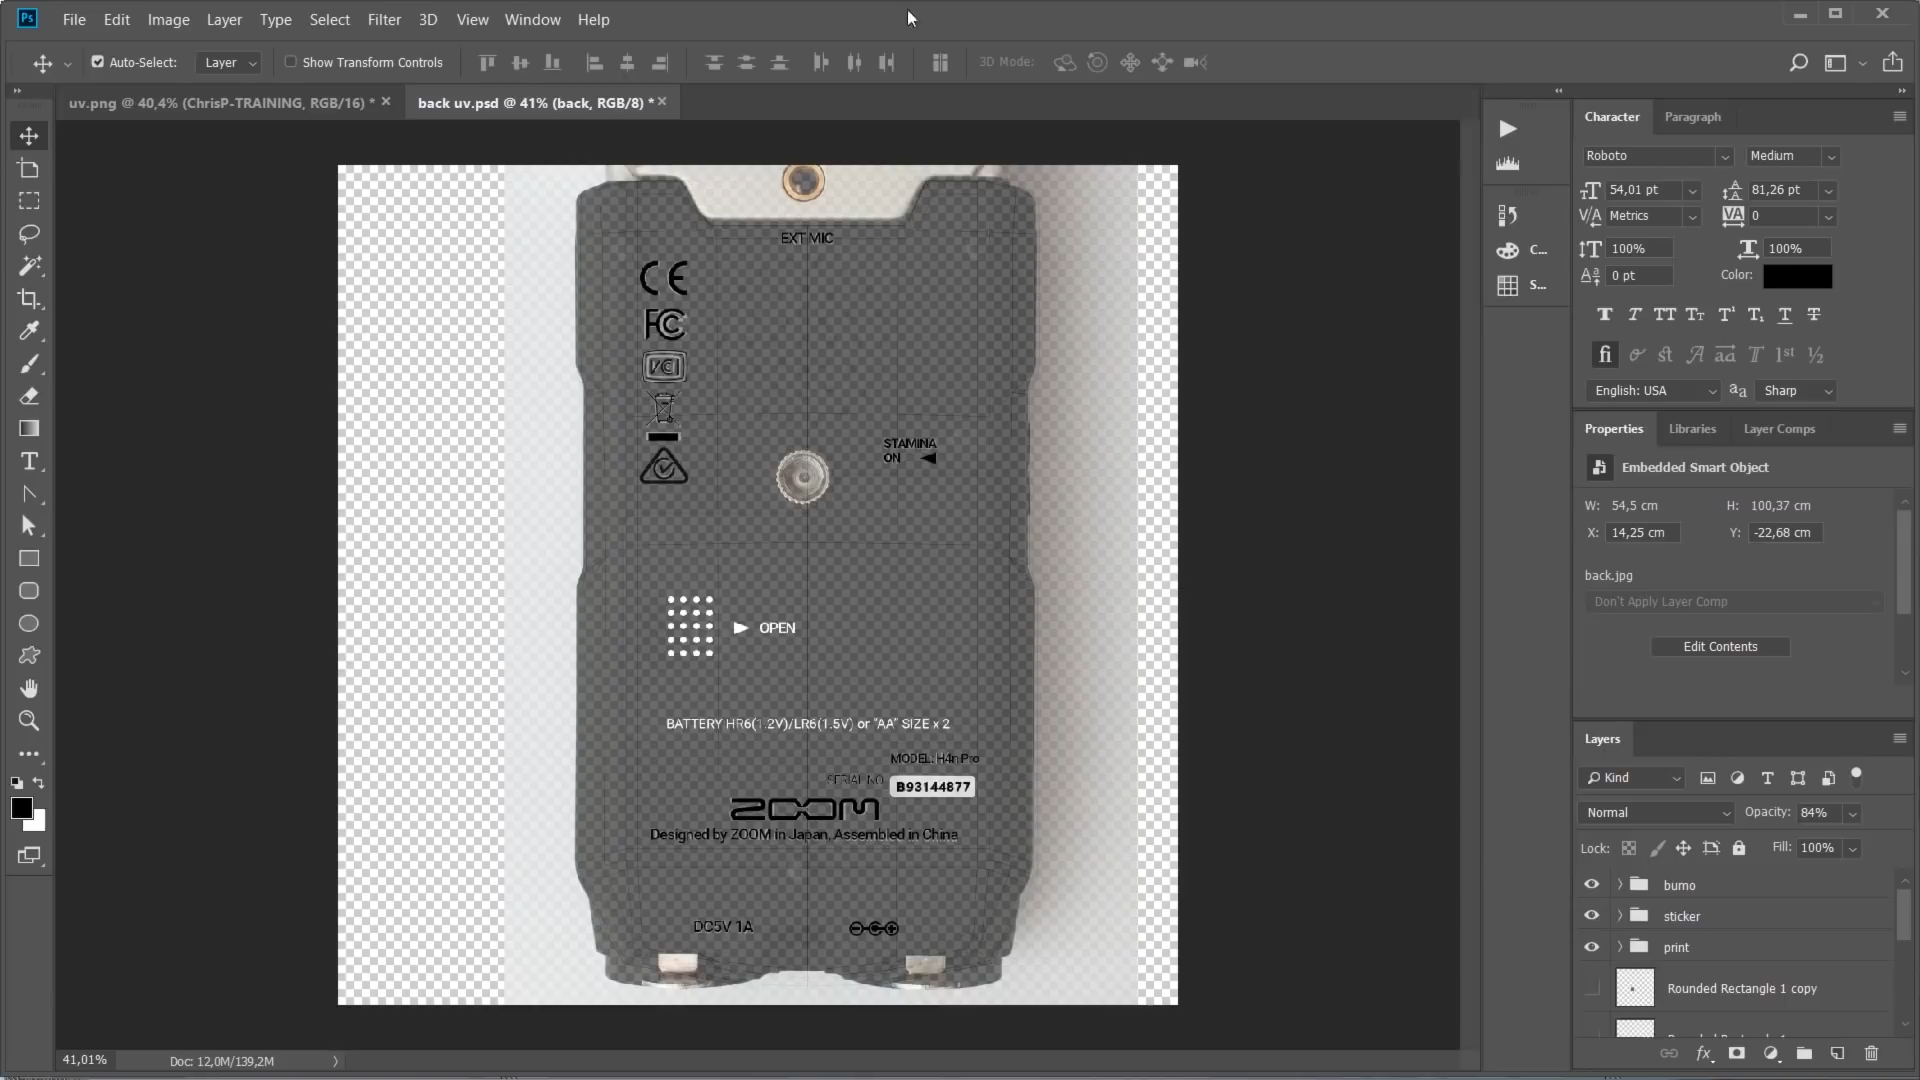 Ps File Edit Image Layer Type Select Filter 3D View Window Help
Auto-Select: Layer Show Transform Controls 3D Mode:
uv.png @ 40,4% (ChrisP-TRAINING, RGB/16) * back uv.psd @ 41% (back, RGB/8) *
Character Paragraph
Roboto Medium
54,01 pt 81,26 pt
Metrics 0
100% 100%
0 pt Color:
English: USA Sharp
C...
S...
Properties Libraries Layer Comps
Embedded Smart Object
W: 54,5 cm H: 100,37 cm
X: 14,25 cm Y: -22,68 cm
back.jpg
Don't Apply Layer Comp
Edit Contents
Layers
Kind
Normal Opacity: 84%
Lock: Fill: 100%
bumo
sticker
print
Rounded Rectangle 1 copy
EXT MIC
CE
FC
VCI
STAMINA
ON
OPEN
BATTERY HR6(1.2V)/LR6(1.5V) or "AA" SIZE x 2
MODEL: H4n Pro
SERIAL NO
B93144877
ZOOM
Designed by ZOOM in Japan, Assembled in China
DC5V 1A
41,01% Doc: 12,0M/139,2M